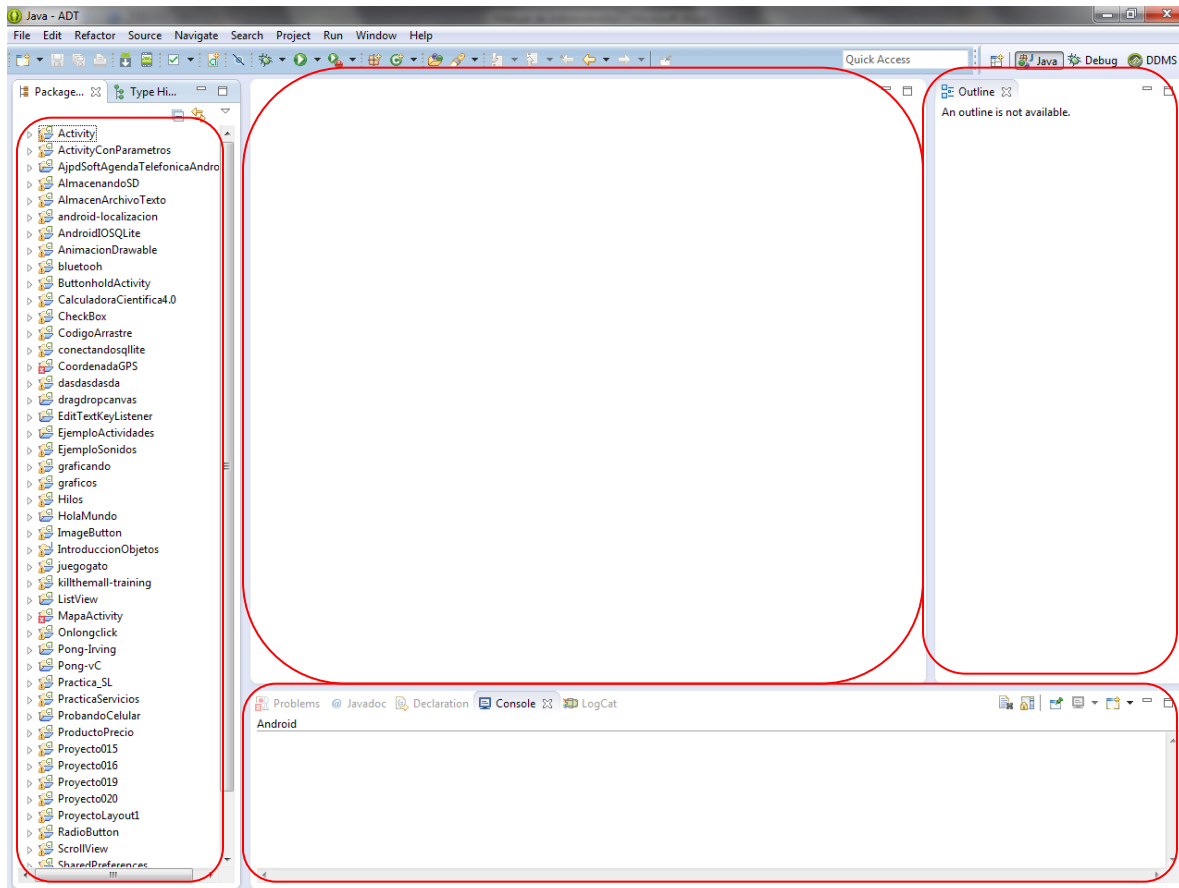 Java - ADT
File Edit Refactor Source Navigate Search Project Run Window Help
Quick Access
Java Debug DDMS
Package... Type Hi...
Outline
An outline is not available.
Activity
ActivityConParametros
AjpdSoftAgendaTelefonicaAndro
AlmacenandoSD
AlmacenArchivoTexto
android-localizacion
AndroidIOSQLite
AnimacionDrawable
bluetooh
ButtonholdActivity
CalculadoraCientifica4.0
CheckBox
CodigoArrastre
conectandosqllite
CoordenadaGPS
dasdasdasda
dragdropcanvas
EditTextKeyListener
EjemploActividades
EjemploSonidos
graficando
graficos
Hilos
HolaMundo
ImageButton
IntroduccionObjetos
juegogato
killthemall-training
ListView
MapaActivity
Onlongclick
Pong-Irving
Pong-vC
Practica_SL
PracticaServicios
ProbandoCelular
ProductoPrecio
Proyecto015
Proyecto016
Proyecto019
Proyecto020
ProyectoLayout1
RadioButton
ScrollView
SharedPreferences
Problems @ Javadoc Declaration Console LogCat
Android